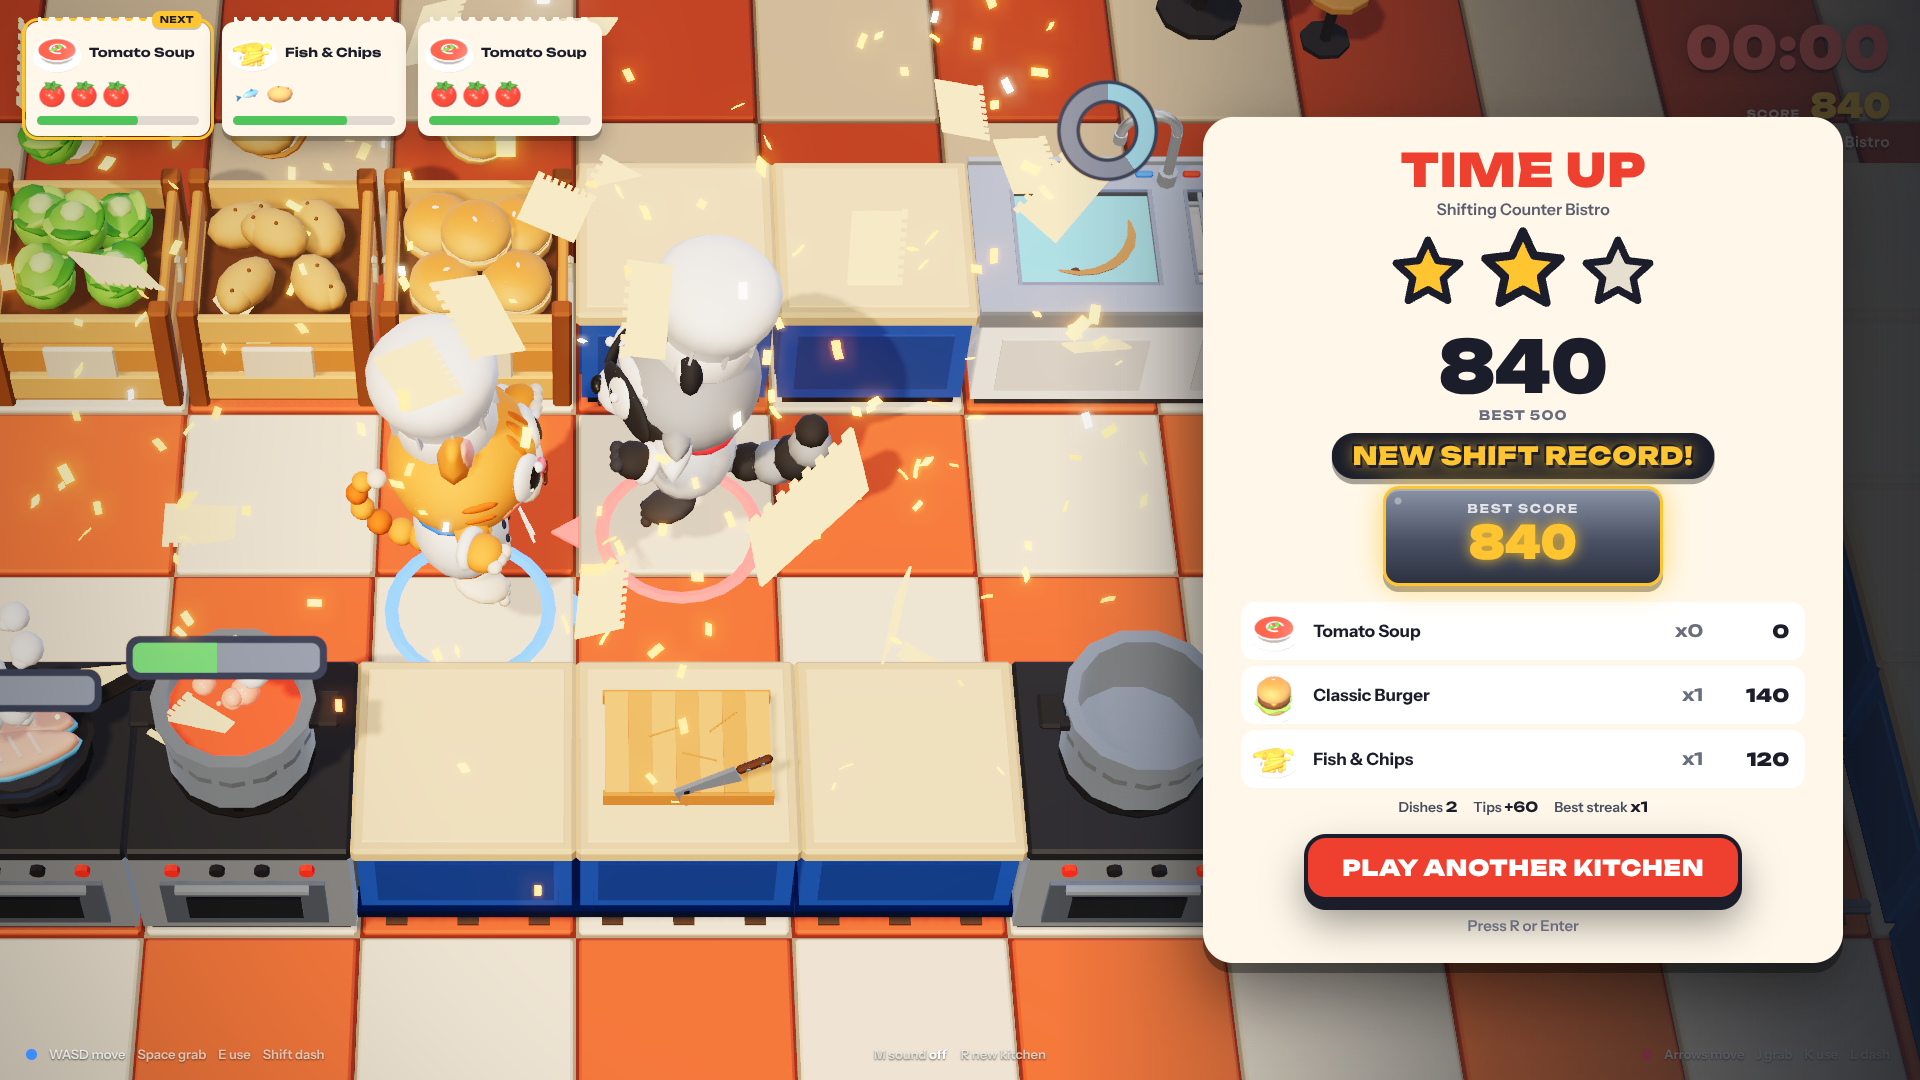 NEXT
Tomato Soup
Fish & Chips
Tomato Soup
00:00
SCORE 840
Bistro
TIME UP
Shifting Counter Bistro
840
BEST 500
NEW SHIFT RECORD!
BEST SCORE
840
Tomato Soup x0 0
Classic Burger x1 140
Fish & Chips x1 120
Dishes 2 Tips +60 Best streak x1
PLAY ANOTHER KITCHEN
Press R or Enter
WASD move Space grab E use Shift dash
M sound off R new kitchen
Arrows move J grab K use L dash